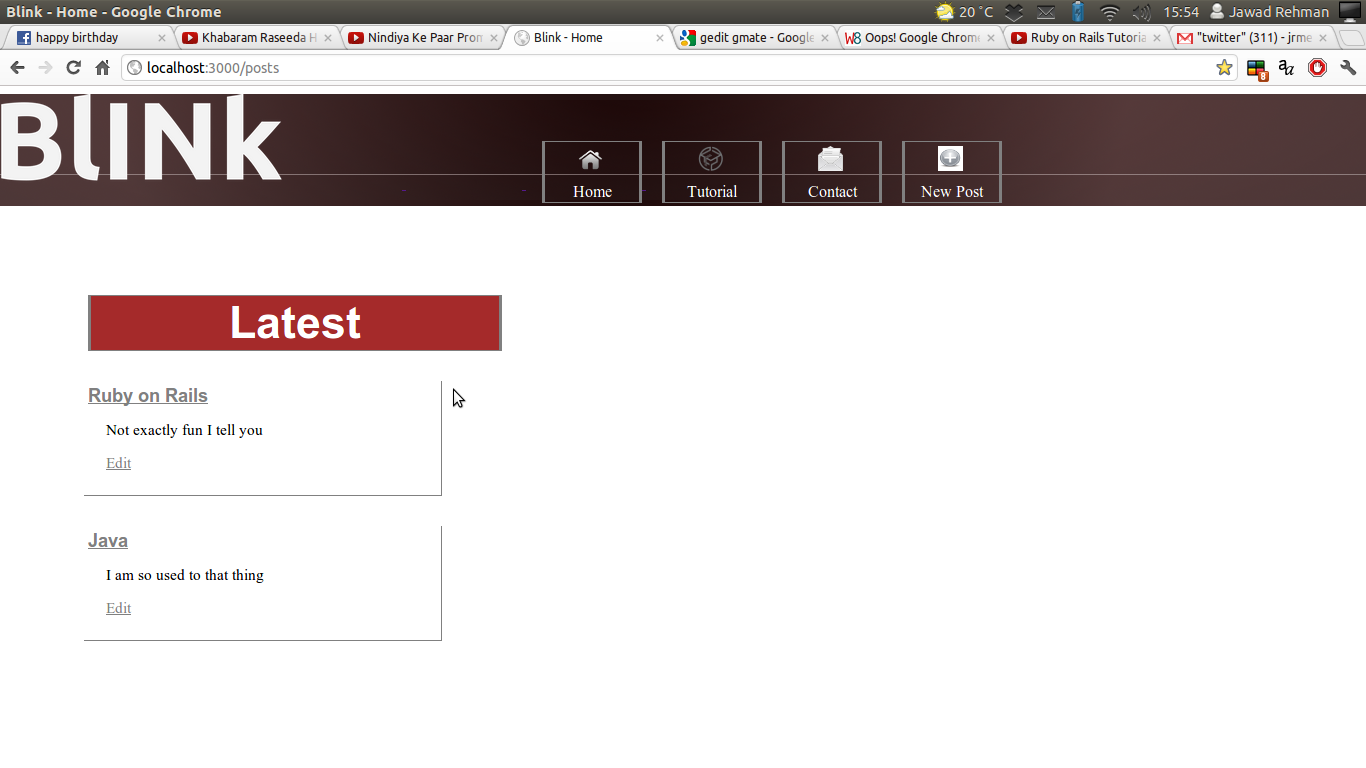 Blink - Home - Google Chrome
20 °C
15:54
Jawad Rehman
happy birthday
Khabaram Raseeda H
Nindiya Ke Paar Pron
Blink - Home
gedit gmate - Google
W8 Oops! Google Chrome
Ruby on Rails Tutoria
"twitter" (311) - jrme
localhost:3000/posts
8
BlINk
Home
Tutorial
Contact
New Post
Latest
Ruby on Rails
Not exactly fun I tell you
Edit
Java
I am so used to that thing
Edit